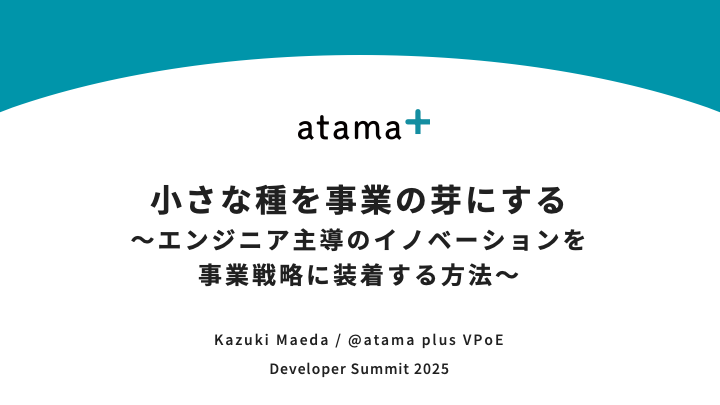 atama+
小さな種を事業の芽にする
〜エンジニア主導のイノベーションを
事業戦略に装着する方法〜
Kazuki Maeda / @atama plus VPoE
Developer Summit 2025